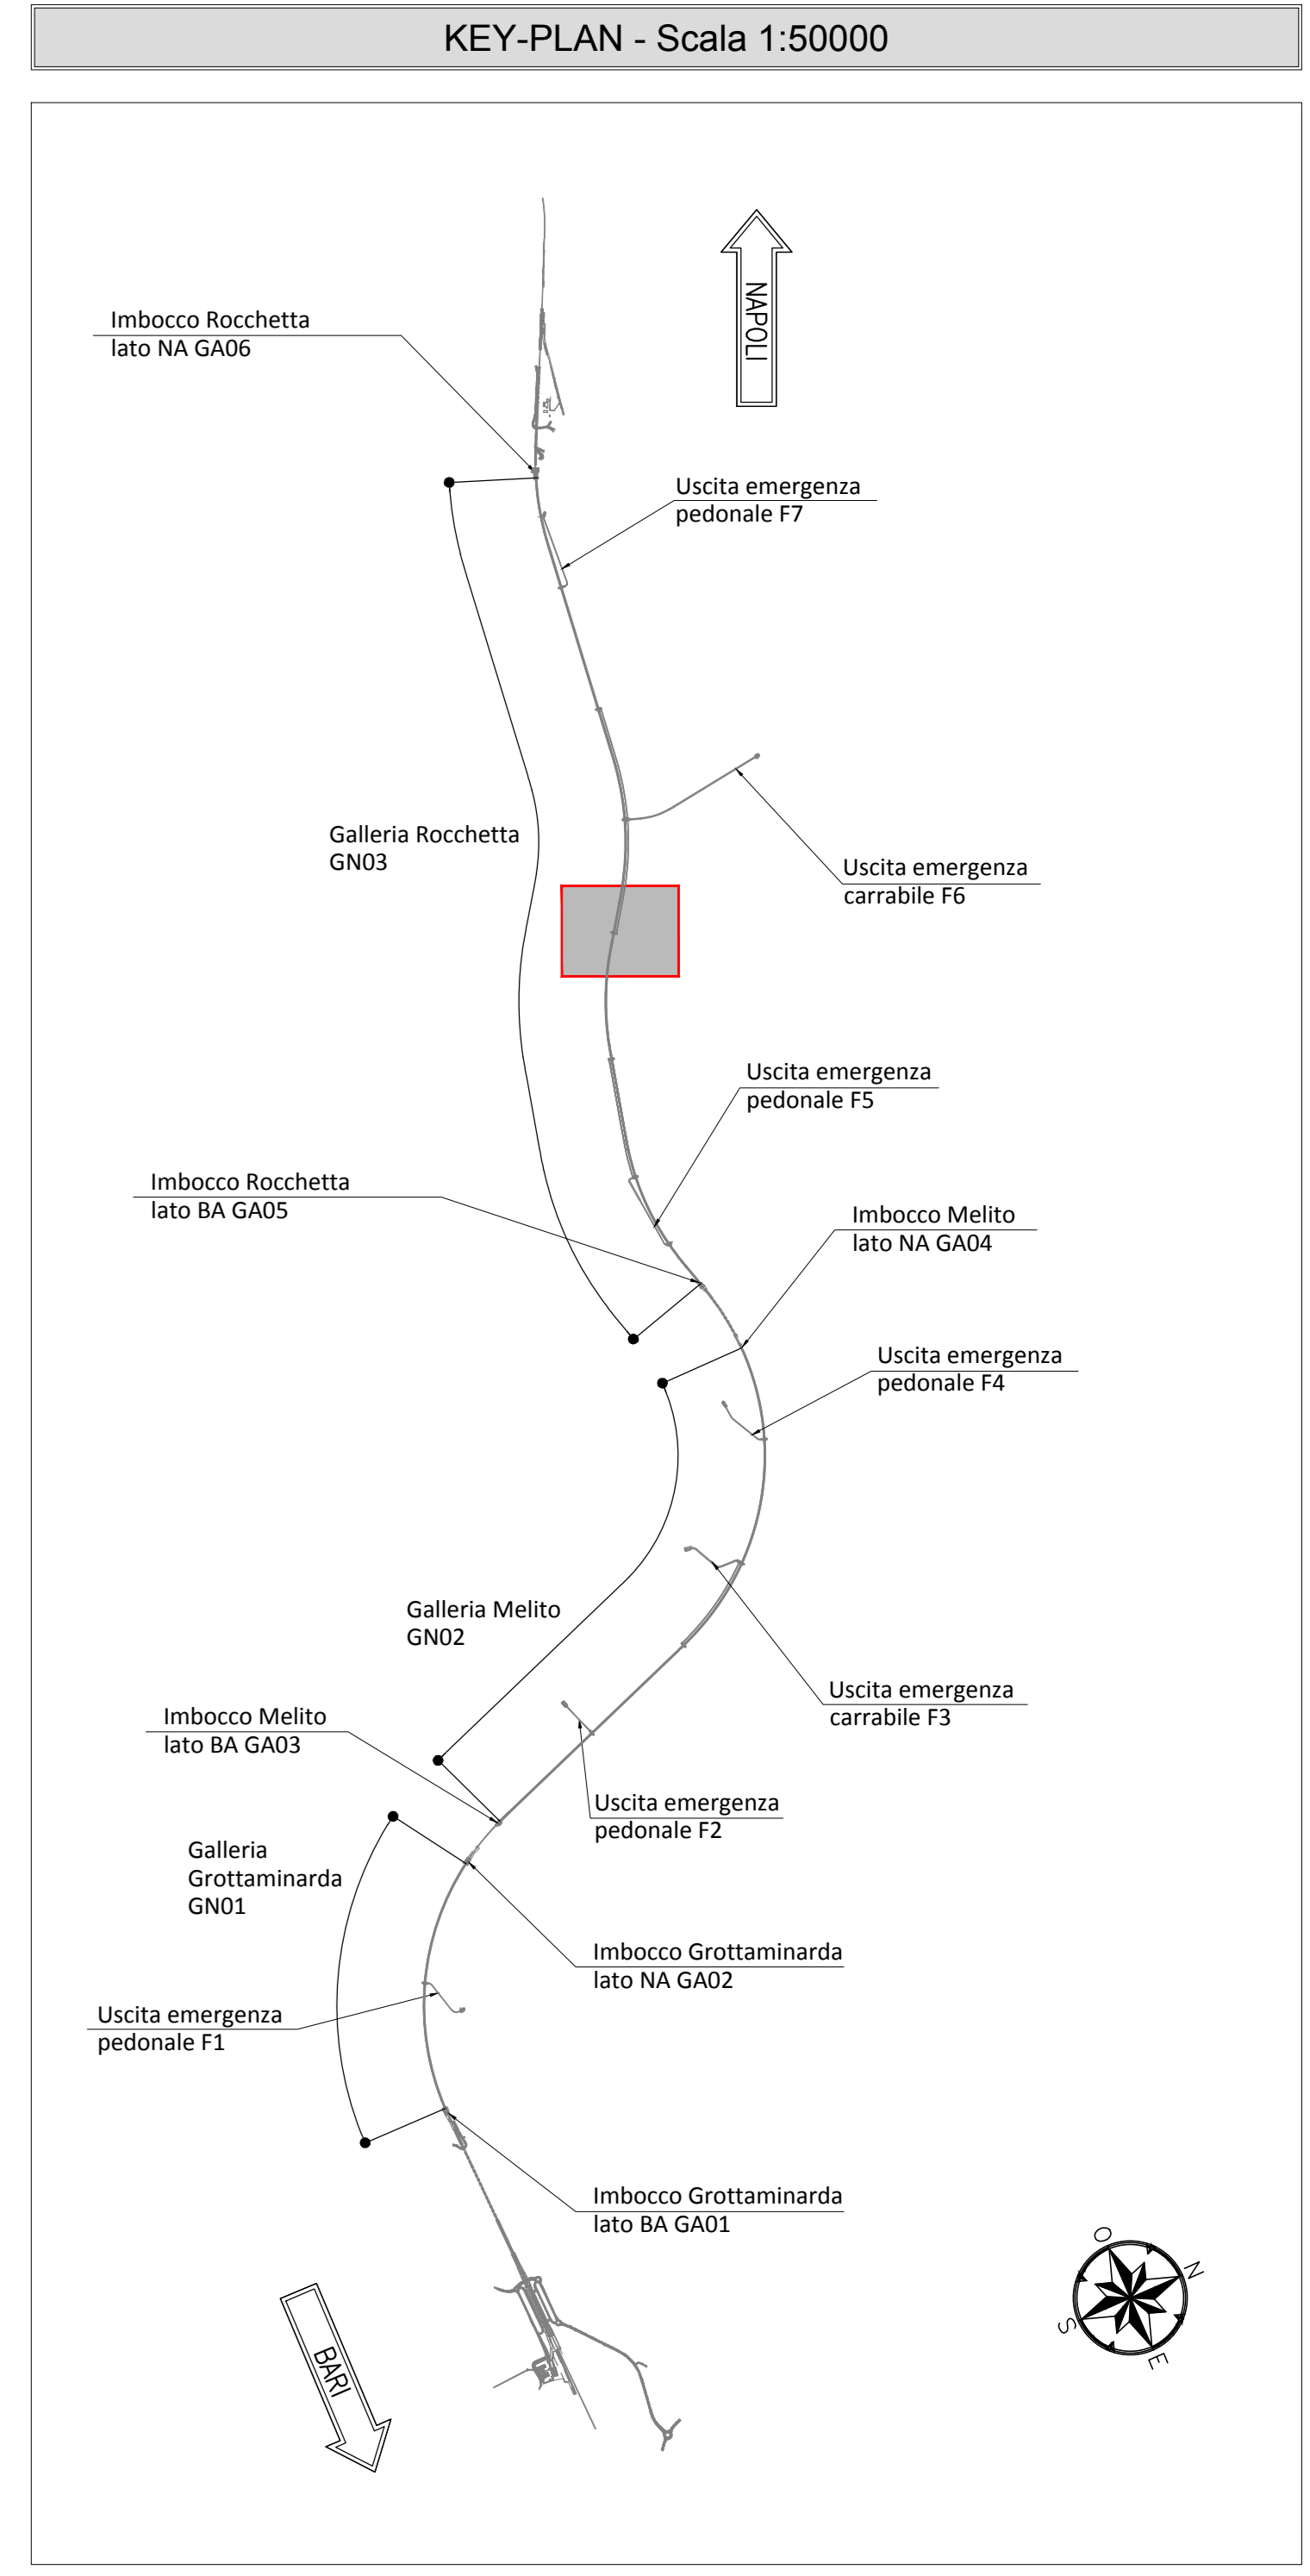 KEY-PLAN - Scala 1:50000
NAPOLI
Imbocco Rocchetta
lato NA GA06
Uscita emergenza
pedonale F7
Galleria Rocchetta
GN03
Uscita emergenza
carrabile F6
Uscita emergenza
pedonale F5
Imbocco Rocchetta
lato BA GA05
Imbocco Melito
lato NA GA04
Uscita emergenza
pedonale F4
Galleria Melito
GN02
Uscita emergenza
carrabile F3
Imbocco Melito
lato BA GA03
Uscita emergenza
pedonale F2
Galleria
Grottaminarda
GN01
Imbocco Grottaminarda
lato NA GA02
Uscita emergenza
pedonale F1
Imbocco Grottaminarda
lato BA GA01
BARI
O
N
S
E